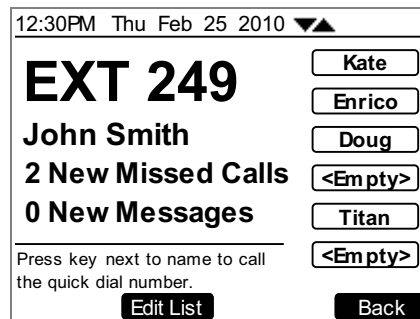 12:30PM Thu Feb 25 2010
EXT 249
John Smith
2 New Missed Calls
0 New Messages
Press key next to name to call
the quick dial number.
Kate
Enrico
Doug
<Empty>
Titan
<Empty>
Edit List
Back